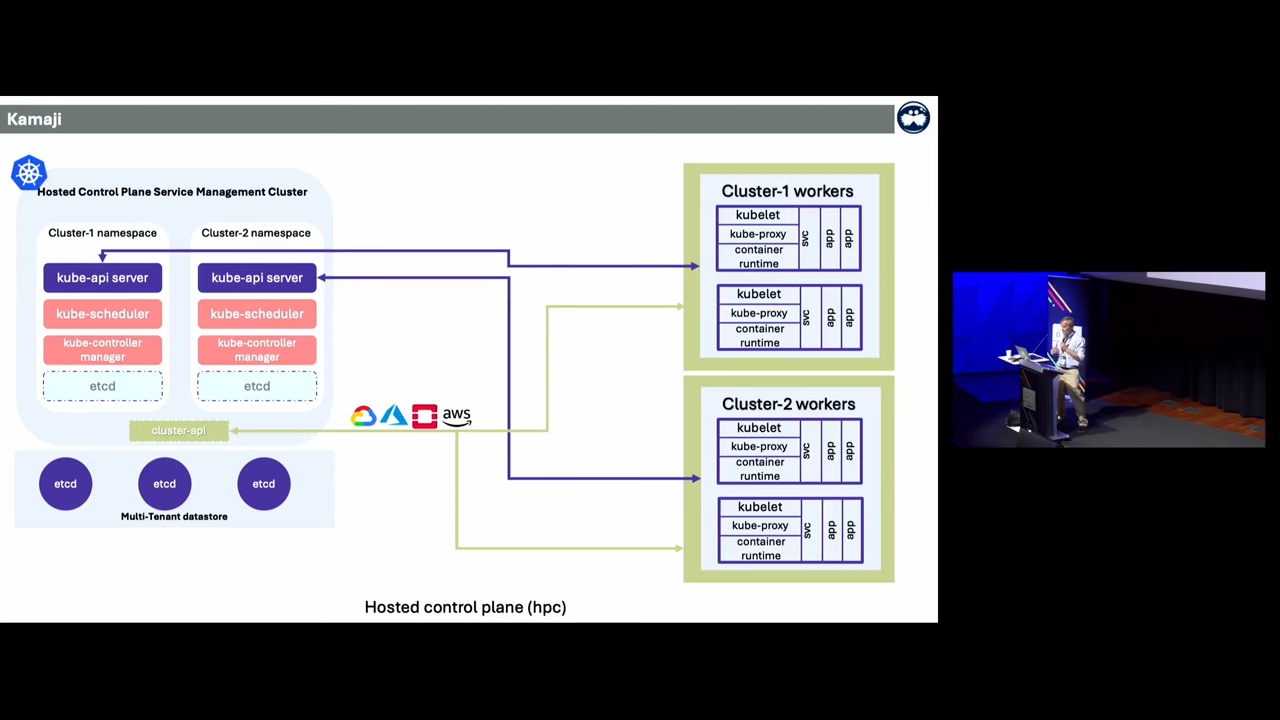 Kamaji
Hosted Control Plane Service Management Cluster
Cluster-1 namespace
kube-api server
kube-scheduler
kube-controller
manager
etcd
Cluster-2 namespace
kube-api server
kube-scheduler
kube-controller
manager
etcd
cluster-api
etcd
etcd
etcd
Multi-Tenant datastore
aws
Cluster-1 workers
kubelet
kube-proxy
container
runtime
svc
app
app
kubelet
kube-proxy
container
runtime
svc
app
app
Cluster-2 workers
kubelet
kube-proxy
container
runtime
svc
app
app
kubelet
kube-proxy
container
runtime
svc
app
app
Hosted control plane (hpc)